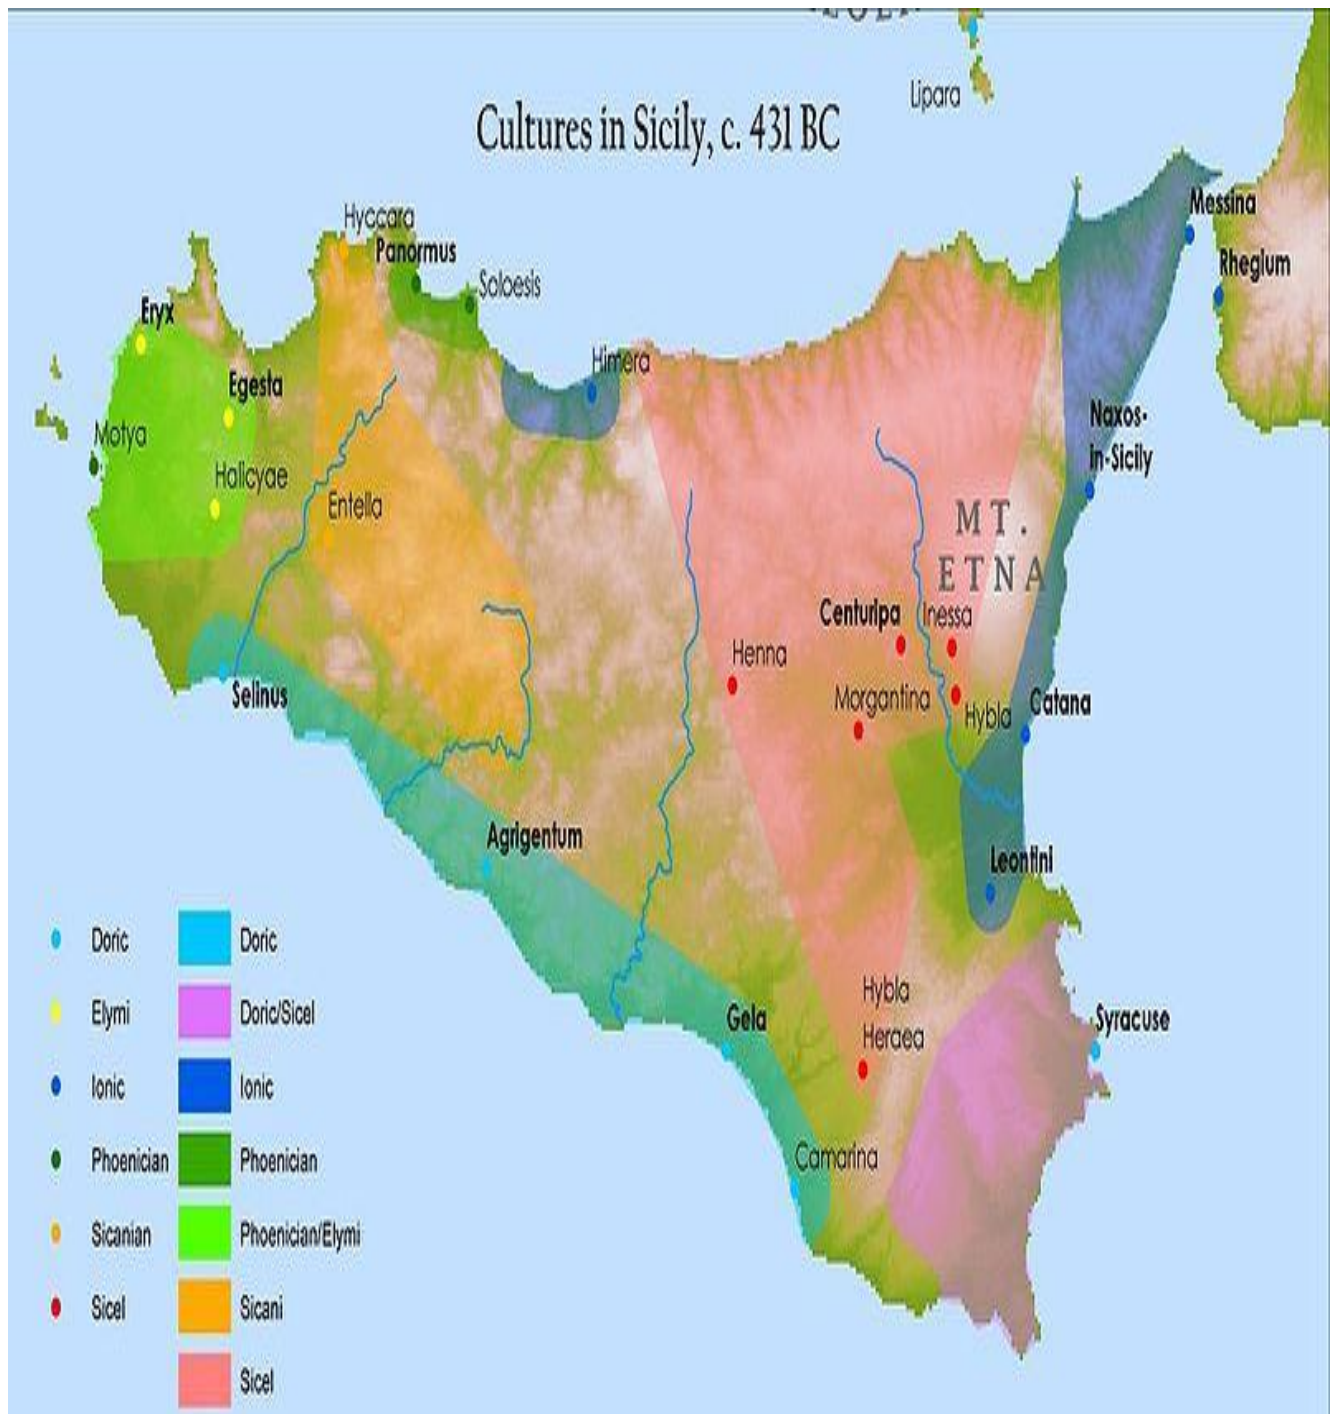 Lipara
Cultures in Sicily, c. 431 BC
Messina
Hyccara
Panormus
Rhegium
Soloesis
Eryx
Himera
Egesta
Naxos-
in-Sicily
Motya
Halicyae
Entella
MT.
ETNA
Centuripa
Inessa
Henna
Morgantina
Selinus
Hybla
Catana
Agrigentum
Leontini
Hybla
Heraea
Gela
Syracuse
Camarina
Doric
Doric
Elymi
Doric/Sicel
Ionic
Ionic
Phoenician
Phoenician
Sicanian
Phoenician/Elymi
Sicel
Sicani
Sicel